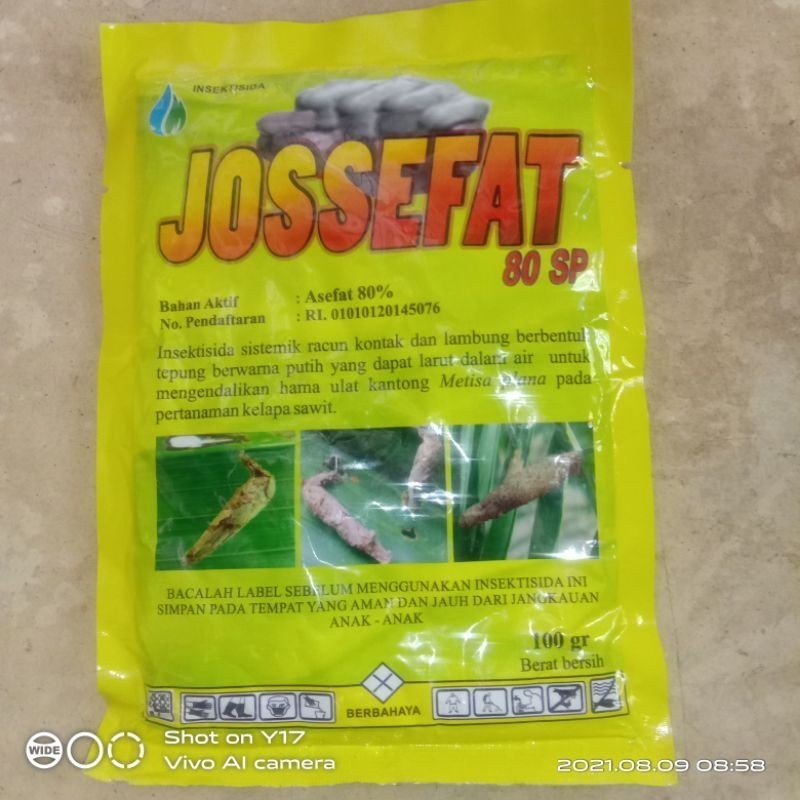 INSEKTISIDA
JOSSEFAT
80 SP
Bahan Aktif : Asefat 80%
No. Pendaftaran : RI. 01010120145076
Insektisida sistemik racun kontak dan lambung berbentuk
tepung berwarna putih yang dapat larut dalam air untuk
mengendalikan hama ulat kantong Metisa plana pada
pertanaman kelapa sawit.
BACALAH LABEL SEBELUM MENGGUNAKAN INSEKTISIDA INI
SIMPAN PADA TEMPAT YANG AMAN DAN JAUH DARI JANGKAUAN
ANAK - ANAK
100 gr
Berat bersih
BERBAHAYA
WIDE
Shot on Y17
Vivo AI camera
2021.08.09 08:58